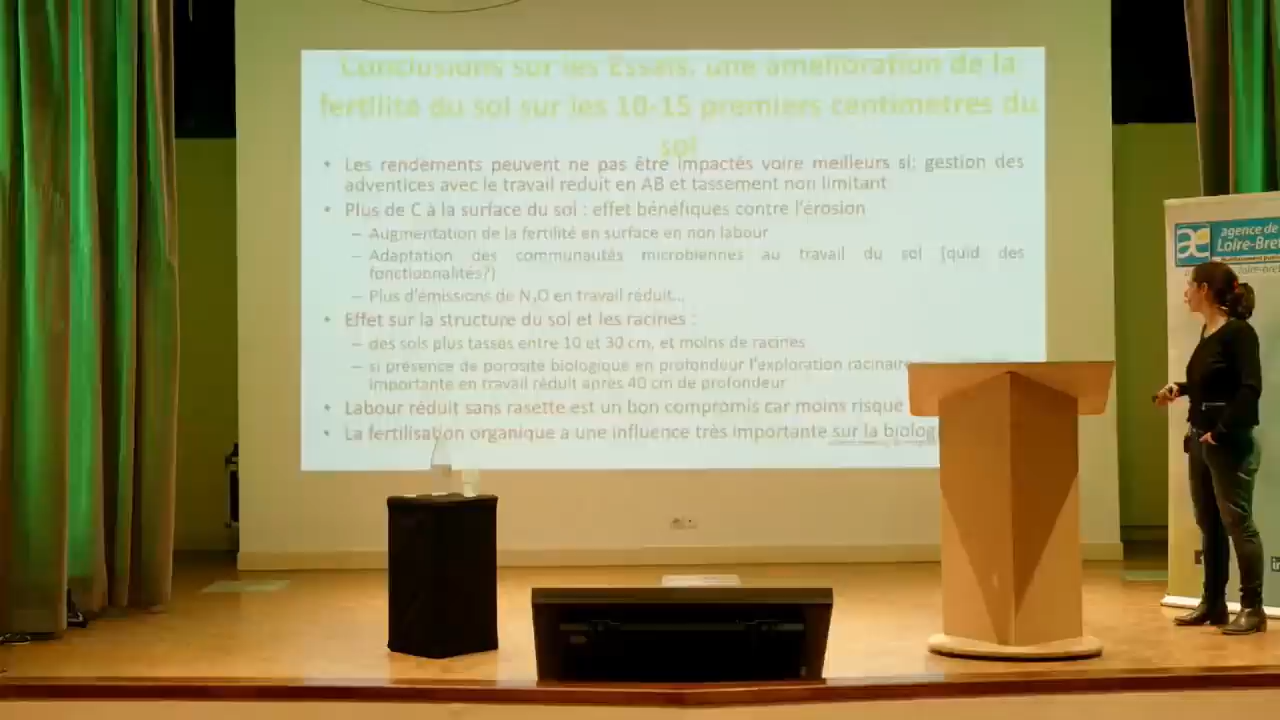 Conclusions sur les Essais: une amélioration de la
fertilité du sol sur les 10-15 premiers centimètres du
sol
• Les rendements peuvent ne pas être impactés voire meilleurs si: gestion des
adventices avec le travail réduit en AB et tassement non limitant
• Plus de C à la surface du sol : effet bénéfiques contre l'érosion
– Augmentation de la fertilité en surface en non labour
– Adaptation des communautés microbiennes au travail du sol (quid des
fonctionnalités?)
– Plus d'émissions de N₂O en travail réduit...
• Effet sur la structure du sol et les racines :
– des sols plus tassés entre 10 et 30 cm, et moins de racines
– si présence de porosité biologique en profondeur l'exploration racinaire
importante en travail réduit après 40 cm de profondeur
• Labour réduit sans rasette est un bon compromis car moins risque
• La fertilisation organique a une influence très importante sur la biolog
ae
agence de
Loire-Bret